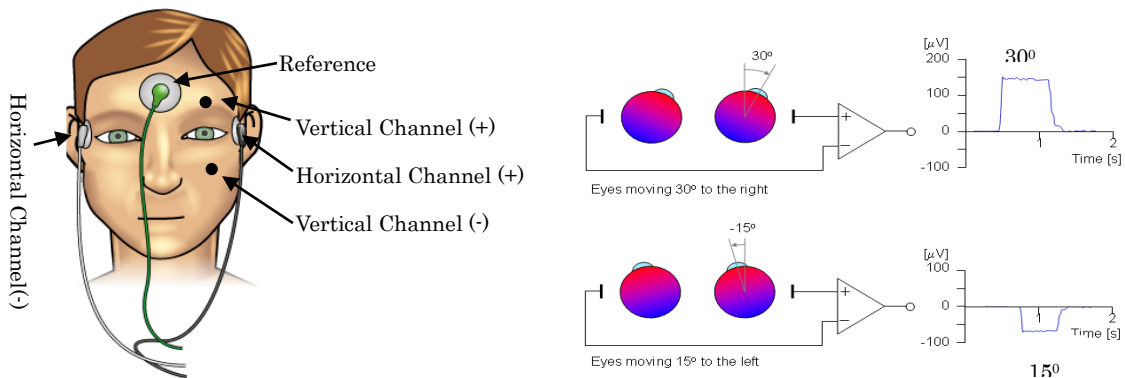 Reference
Vertical Channel (+)
Horizontal Channel (+)
Vertical Channel (-)
Horizontal Channel(-)
30º
+
−
Eyes moving 30º to the right
[µV]
30⁰
200
100
0
-100
1
2
Time [s]
-15º
+
−
Eyes moving 15º to the left
[µV]
100
0
-100
1
2
Time [s]
15⁰